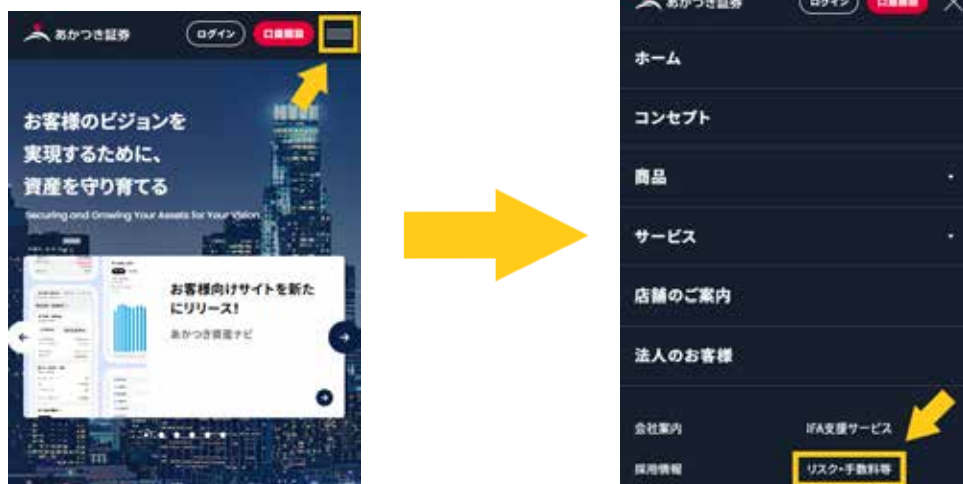 あかつき証券
ログイン
口座開設
お客様のビジョンを
実現するために、
資産を守り育てる
Securing and Growing Your Assets for Your Vision
お客様向けサイトを新た
にリリース!
あかつき資産ナビ
あかつき証券
ログイン
口座開設
ホーム
コンセプト
商品
サービス
店舗のご案内
法人のお客様
会社案内
IFA支援サービス
採用情報
リスク・手数料等